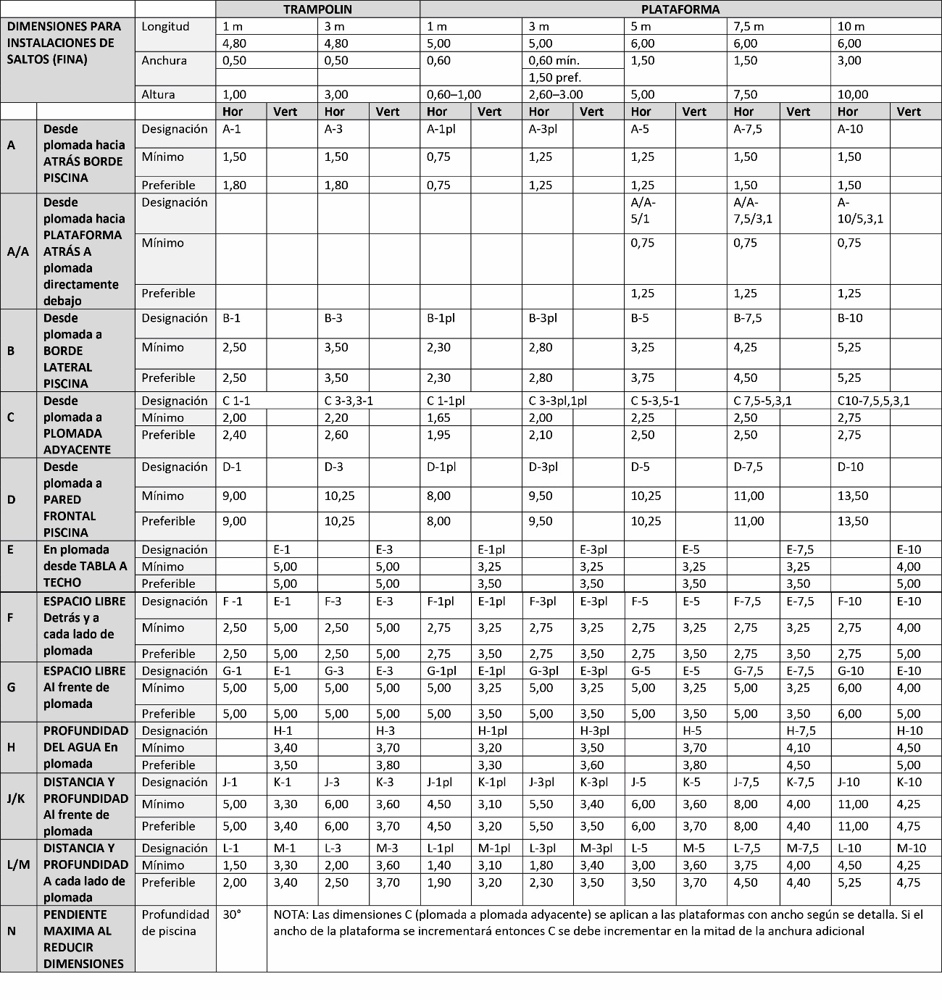 TRAMPOLIN PLATAFORMA
DIMENSIONES PARA Longitud 1 m 3 m 1 m 3 m 5 m 7,5 m 10 m
INSTALACIONES DE 4,80 4,80 5,00 5,00 6,00 6,00 6,00
SALTOS (FINA) Anchura 0,50 0,50 0,60 0,60 mín. 1,50 1,50 3,00
1,50 pref.
Altura 1,00 3,00 0,60–1,00 2,60–3.00 5,00 7,50 10,00
Hor Vert Hor Vert Hor Vert Hor Vert Hor Vert Hor Vert Hor Vert
A Desde Designación A-1 A-3 A-1pl A-3pl A-5 A-7,5 A-10
plomada hacia
ATRÁS BORDE Mínimo 1,50 1,50 0,75 1,25 1,25 1,50 1,50
PISCINA Preferible 1,80 1,80 0,75 1,25 1,25 1,50 1,50
A/A Desde Designación A/A- A/A- A-
plomada hacia 5/1 7,5/3,1 10/5,3,1
PLATAFORMA Mínimo 0,75 0,75 0,75
ATRÁS A
plomada
directamente
debajo Preferible 1,25 1,25 1,25
B Desde Designación B-1 B-3 B-1pl B-3pl B-5 B-7,5 B-10
plomada a
BORDE Mínimo 2,50 3,50 2,30 2,80 3,25 4,25 5,25
LATERAL
PISCINA Preferible 2,50 3,50 2,30 2,80 3,75 4,50 5,25
C Desde Designación C 1-1 C 3-3,3-1 C 1-1pl C 3-3pl,1pl C 5-3,5-1 C 7,5-5,3,1 C10-7,5,5,3,1
plomada a Mínimo 2,00 2,20 1,65 2,00 2,25 2,50 2,75
PLOMADA Preferible 2,40 2,60 1,95 2,10 2,50 2,50 2,75
ADYACENTE
D Desde Designación D-1 D-3 D-1pl D-3pl D-5 D-7,5 D-10
plomada a
PARED Mínimo 9,00 10,25 8,00 9,50 10,25 11,00 13,50
FRONTAL
PISCINA Preferible 9,00 10,25 8,00 9,50 10,25 11,00 13,50
E En plomada Designación E-1 E-3 E-1pl E-3pl E-5 E-7,5 E-10
desde TABLA A Mínimo 5,00 5,00 3,25 3,25 3,25 3,25 4,00
TECHO Preferible 5,00 5,00 3,50 3,50 3,50 3,50 5,00
F ESPACIO LIBRE Designación F -1 E-1 F-3 E-3 F-1pl E-1pl F-3pl E-3pl F-5 E-5 F-7,5 E-7,5 F-10 E-10
Detrás y a
cada lado de Mínimo 2,50 5,00 2,50 5,00 2,75 3,25 2,75 3,25 2,75 3,25 2,75 3,25 2,75 4,00
plomada Preferible 2,50 5,00 2,50 5,00 2,75 3,50 2,75 3,50 2,75 3,50 2,75 3,50 2,75 5,00
G ESPACIO LIBRE Designación G-1 E-1 G-3 E-3 G-1pl E-1pl G-3pl E-3pl G-5 E-5 G-7,5 E-7,5 G-10 E-10
Al frente de Mínimo 5,00 5,00 5,00 5,00 5,00 3,25 5,00 3,25 5,00 3,25 5,00 3,25 6,00 4,00
plomada Preferible 5,00 5,00 5,00 5,00 5,00 3,50 5,00 3,50 5,00 3,50 5,00 3,50 6,00 5,00
H PROFUNDIDAD Designación H-1 H-3 H-1pl H-3pl H-5 H-7,5 H-10
DEL AGUA En Mínimo 3,40 3,70 3,20 3,50 3,70 4,10 4,50
plomada Preferible 3,50 3,80 3,30 3,60 3,80 4,50 5,00
J/K DISTANCIA Y Designación J-1 K-1 J-3 K-3 J-1pl K-1pl J-3pl K-3pl J-5 K-5 J-7,5 K-7,5 J-10 K-10
PROFUNDIDAD Mínimo 5,00 3,30 6,00 3,60 4,50 3,10 5,50 3,40 6,00 3,60 8,00 4,00 11,00 4,25
Al frente de
plomada Preferible 5,00 3,40 6,00 3,70 4,50 3,20 5,50 3,50 6,00 3,70 8,00 4,40 11,00 4,75
L/M DISTANCIA Y Designación L-1 M-1 L-3 M-3 L-1pl M-1pl L-3pl M-3pl L-5 M-5 L-7,5 M-7,5 L-10 M-10
PROFUNDIDAD Mínimo 1,50 3,30 2,00 3,60 1,40 3,10 1,80 3,40 3,00 3,60 3,75 4,00 4,50 4,25
A cada lado de Preferible 2,00 3,40 2,50 3,70 1,90 3,20 2,30 3,50 3,50 3,70 4,50 4,40 5,25 4,75
plomada
N PENDIENTE Profundidad 30° NOTA: Las dimensiones C (plomada a plomada adyacente) se aplican a las plataformas con ancho según se detalla. Si el
MAXIMA AL de piscina ancho de la plataforma se incrementará entonces C se debe incrementar en la mitad de la anchura adicional
REDUCIR
DIMENSIONES